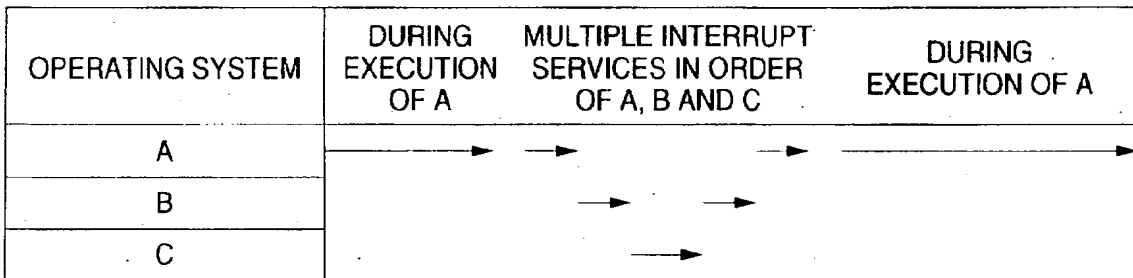 OPERATING SYSTEM
DURING
EXECUTION
OF A
MULTIPLE INTERRUPT
SERVICES IN ORDER
OF A, B AND C
DURING
EXECUTION OF A
A
B
C